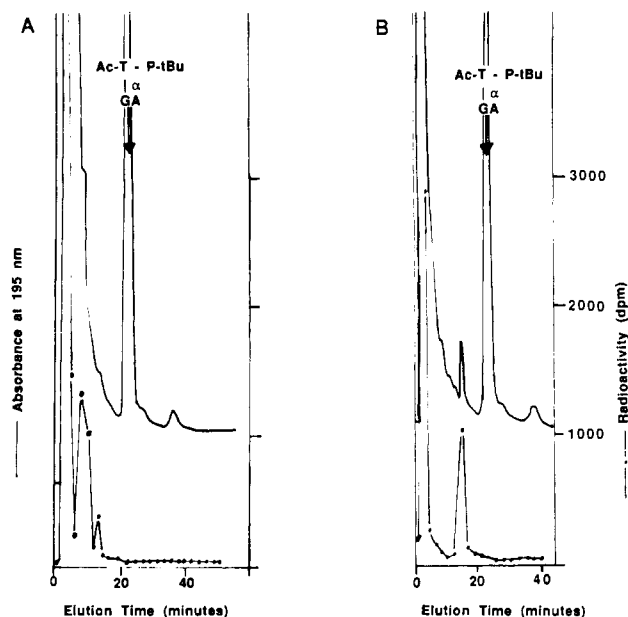 A
Ac-T - P-tBu
α
GA
Absorbance at 195 nm
0 20 40
Elution Time (minutes)
B
Ac-T - P-tBu
α
GA
3000
2000
1000
Radioactivity (dpm)
0 20 40
Elution Time (minutes)